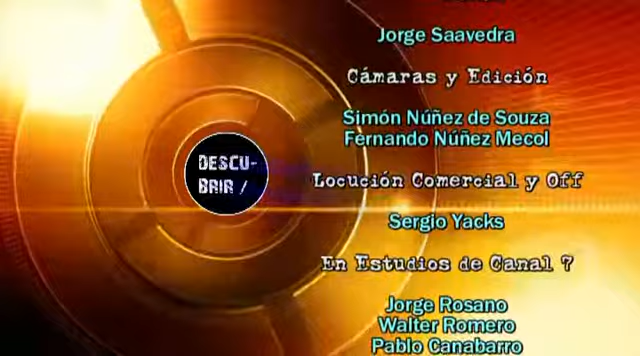 Jorge Saavedra
Cámaras y Edición
Simón Núñez de Souza
Fernando Núñez Mecol
Locución Comercial y Off
Sergio Yacks
En Estudios de Canal 7
Jorge Rosano
Walter Romero
Pablo Canabarro
DESCU-
BRIR /